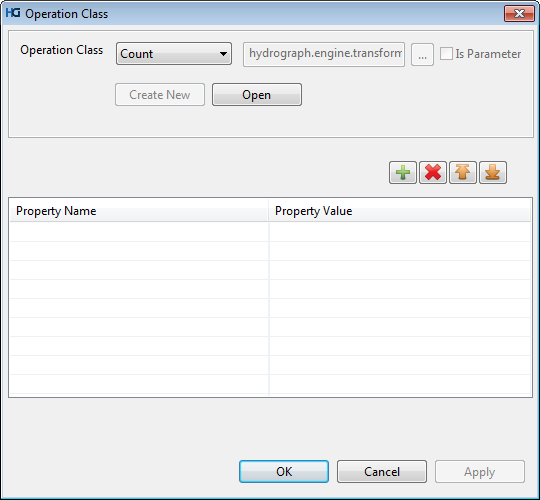 HG Operation Class
Operation Class Count hydrograph.engine.transform ... Is Parameter
Create New Open
Property Name Property Value
OK Cancel Apply